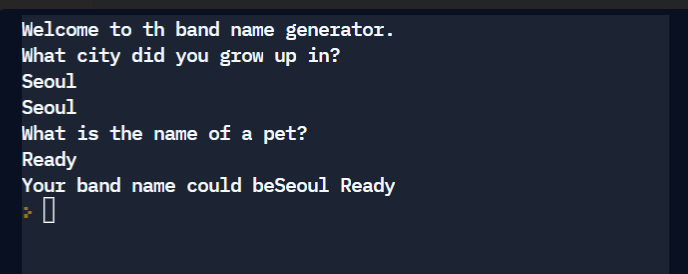 Welcome to th band name generator.
What city did you grow up in?
Seoul
Seoul
What is the name of a pet?
Ready
Your band name could beSeoul Ready
>